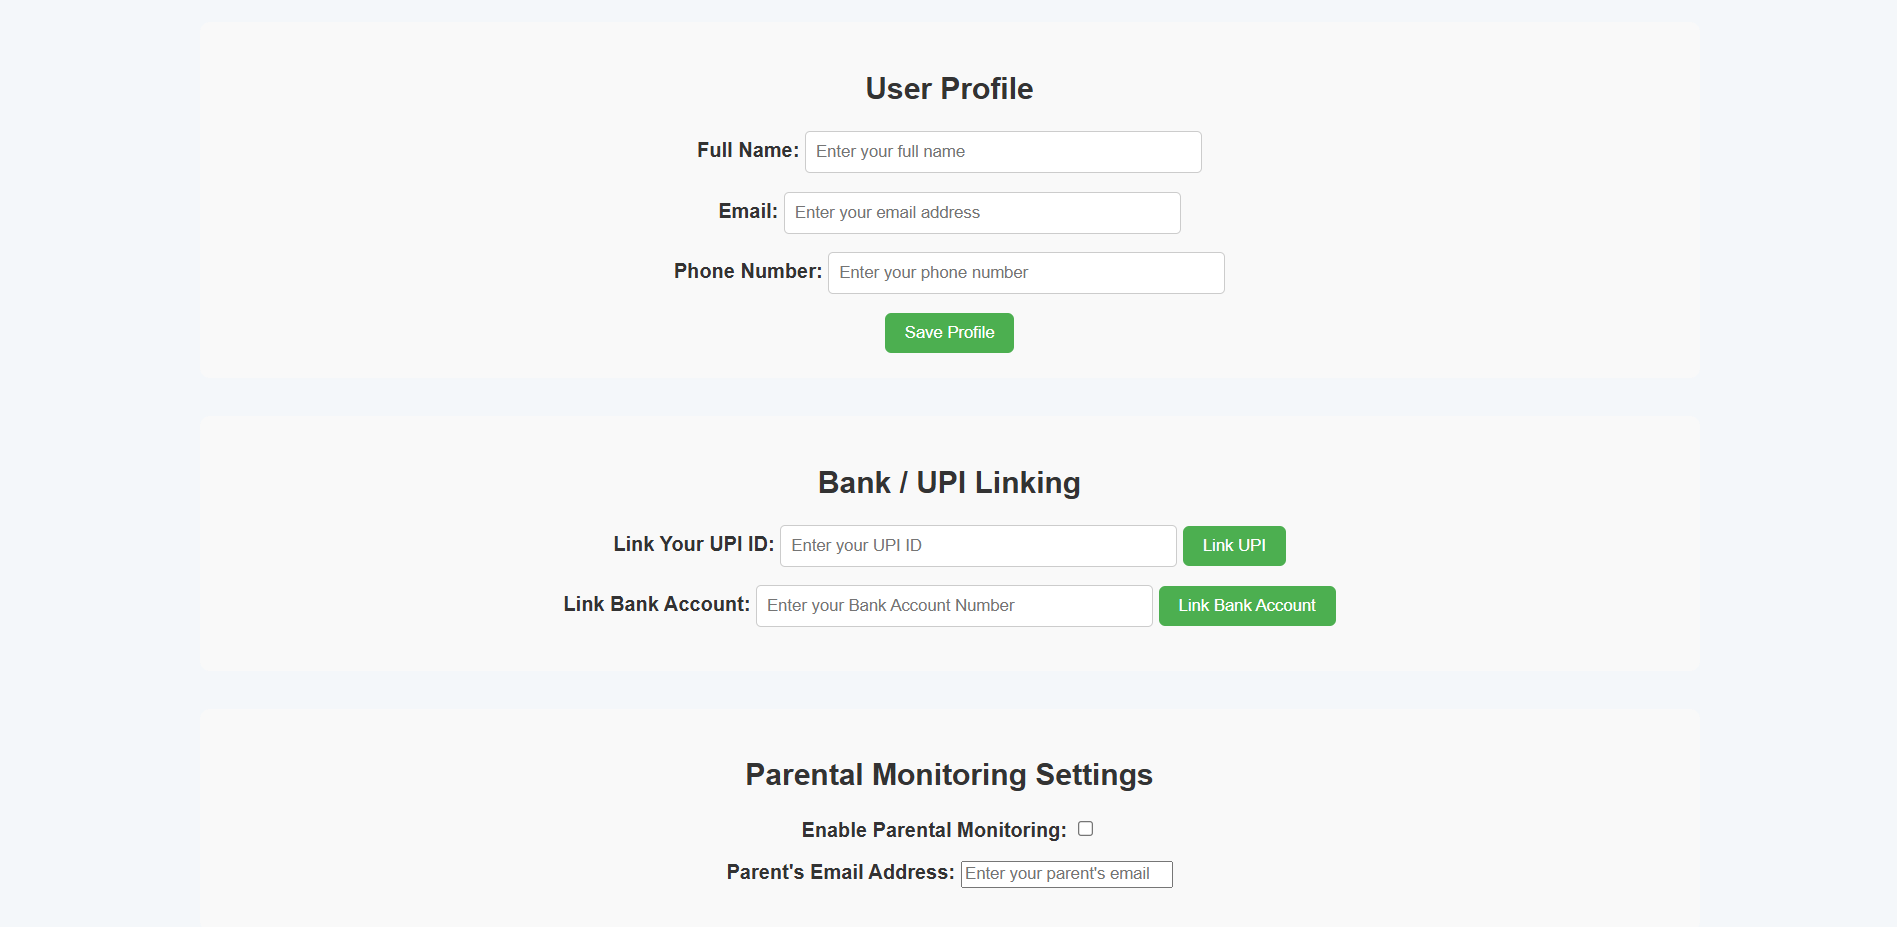 User Profile
Full Name: Enter your full name
Email: Enter your email address
Phone Number: Enter your phone number
Save Profile
Bank / UPI Linking
Link Your UPI ID: Enter your UPI ID Link UPI
Link Bank Account: Enter your Bank Account Number Link Bank Account
Parental Monitoring Settings
Enable Parental Monitoring:
Parent's Email Address: Enter your parent's email